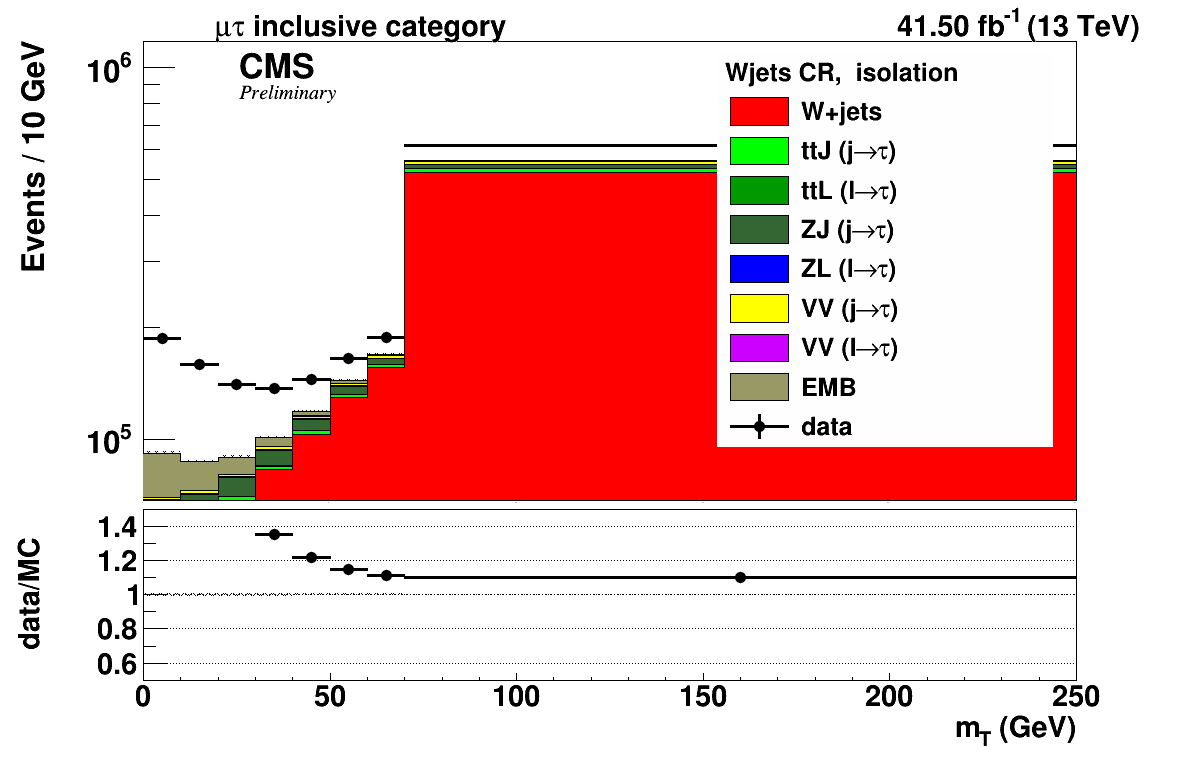 μτ inclusive category
41.50 fb⁻¹ (13 TeV)
CMS
Preliminary
Events / 10 GeV
10⁶
10⁵
Wjets CR, isolation
W+jets
ttJ (j→τ)
ttL (l→τ)
ZJ (j→τ)
ZL (l→τ)
VV (j→τ)
VV (l→τ)
EMB
data
data/MC
1.4
1.2
1
0.8
0.6
0 50 100 150 200 250
m_T (GeV)